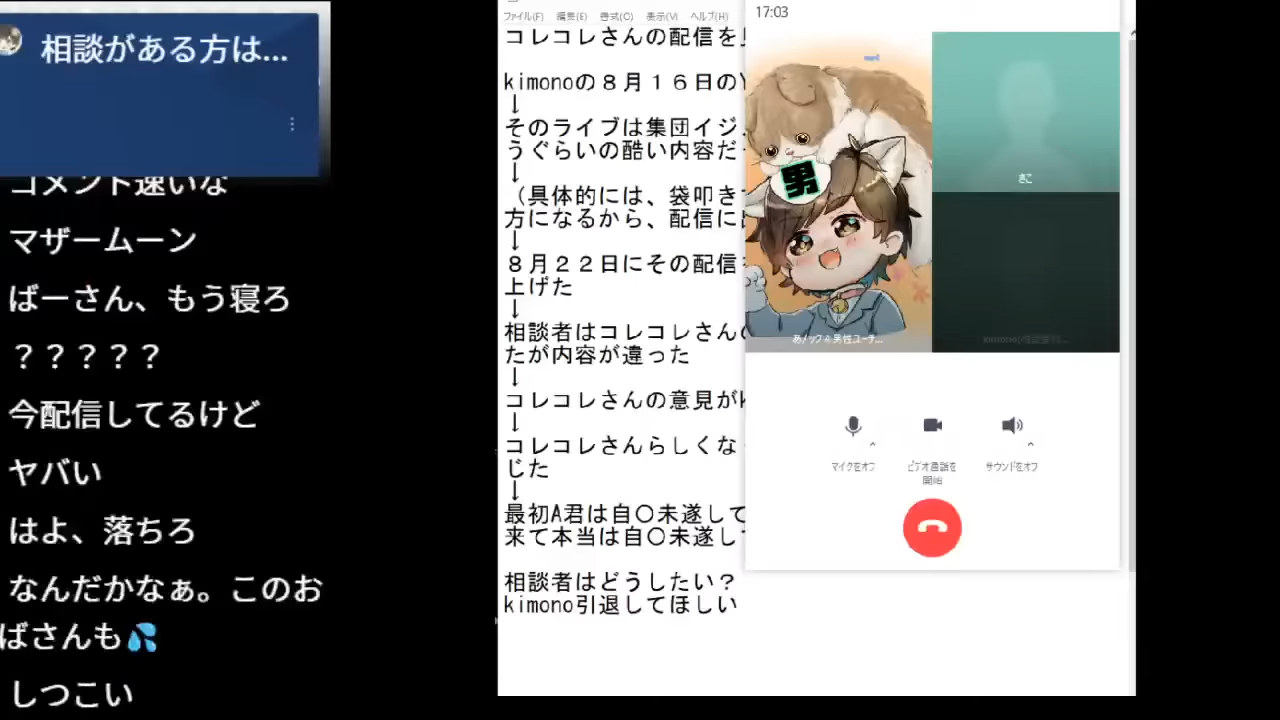 相談がある方は...
コメント速いな
マザームーン
ばーさん、もう寝ろ
？？？？？
今配信してるけど
ヤバい
はよ、落ちろ
なんだかなぁ。このお
ばさんも💦
しつこい
ファイル(F) 編集(E) 書式(O) 表示(V) ヘルプ(H)
コレコレさんの配信を
kimonoの８月１６日の
↓
そのライブは集団イジ
うぐらいの酷い内容だ
↓
（具体的には、袋叩き
方になるから、配信に
↓
８月２２日にその配信
上げた
↓
相談者はコレコレさん
たが内容が違った
↓
コレコレさんの意見が
↓
コレコレさんらしくな
じた
↓
最初A君は自〇未遂して
来て本当は自〇未遂し
相談者はどうしたい？
kimono引退してほしい
17:03
男
きこ
マイクをオフ
ビデオ通話を
開始
サウンドをオフ